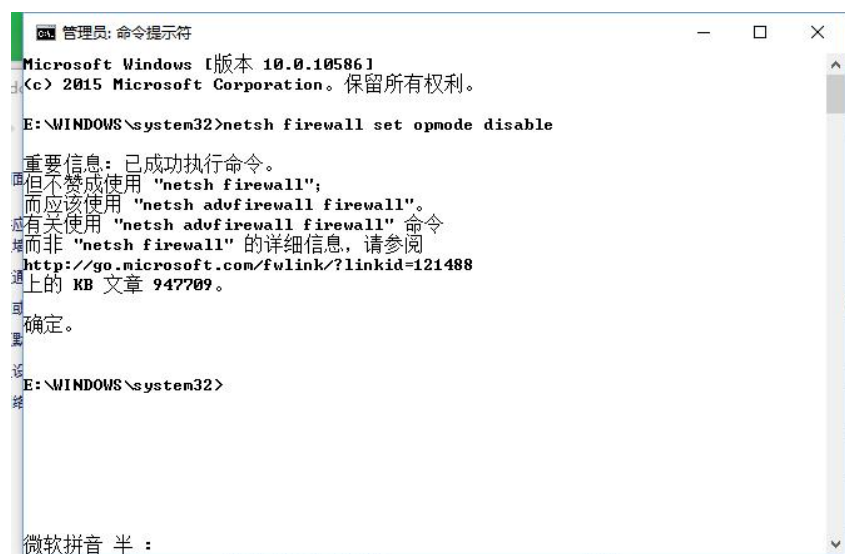 管理员: 命令提示符
Microsoft Windows [版本 10.0.10586]
(c) 2015 Microsoft Corporation。保留所有权利。
E:\WINDOWS\system32>netsh firewall set opmode disable
重要信息: 已成功执行命令。
但不赞成使用 "netsh firewall";
而应该使用 "netsh advfirewall firewall"。
有关使用 "netsh advfirewall firewall" 命令
而非 "netsh firewall" 的详细信息，请参阅
http://go.microsoft.com/fwlink/?linkid=121488
上的 KB 文章 947709。
确定。
E:\WINDOWS\system32>
微软拼音 半 :